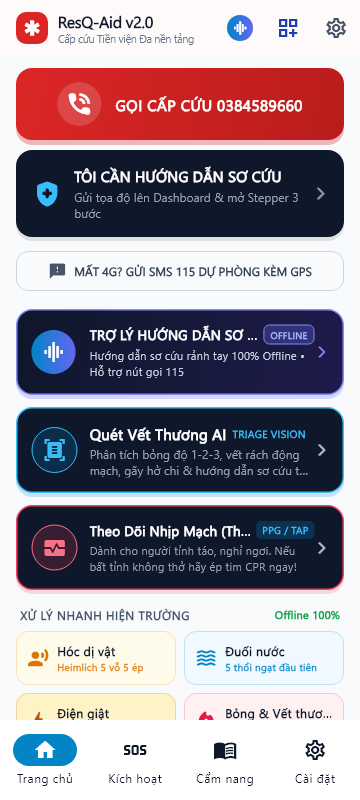 ResQ-Aid v2.0
Cấp cứu Tiền viện Đa nền tảng
GỌI CẤP CỨU 0384589660
TÔI CẦN HƯỚNG DẪN SƠ CỨU
Gửi tọa độ lên Dashboard & mở Stepper 3
bước
MẤT 4G? GỬI SMS 115 DỰ PHÒNG KÈM GPS
TRỢ LÝ HƯỚNG DẪN SƠ ... OFFLINE
Hướng dẫn sơ cứu rảnh tay 100% Offline •
Hỗ trợ nút gọi 115
Quét Vết Thương AI TRIAGE VISION
Phân tích bỏng độ 1-2-3, vết rách động
mạch, gãy hở chi & hướng dẫn sơ cứu t...
Theo Dõi Nhịp Mạch (Th... PPG / TAP
Dành cho người tỉnh táo, nghỉ ngơi. Nếu
bất tỉnh không thở hãy ép tim CPR ngay!
XỬ LÝ NHANH HIỆN TRƯỜNG Offline 100%
Hóc dị vật
Heimlich 5 vỗ 5 ép
Đuối nước
5 thổi ngạt đầu tiên
Điện giật
Bỏng & Vết thươ...
Trang chủ
SOS
Kích hoạt
Cẩm nang
Cài đặt